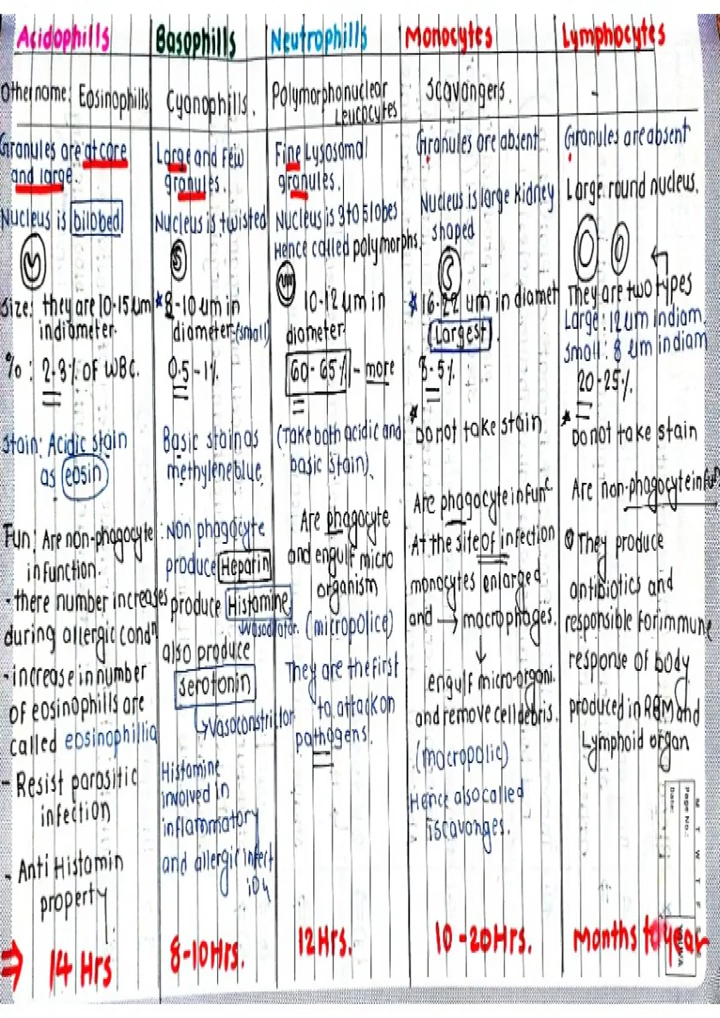 Acidophills
Other name: Eosinophills
Granules are at core
and large.
Nucleus is bilobed
Size: they are 10-15 um
in diameter.
% : 2-3% of WBC.
Stain: Acidic stain
as eosin
Fun: Are non-phagocyte
in function.
- there number increases
during allergic condn
- increase in number
of eosinophills are
called eosinophillia
- Resist parasitic
infection
- Anti Histamin
property
⇒ 14 Hrs
Basophills
Cyanophills.
Large and Few
granules.
Nucleus is twisted
*8-10 um in
diameter (small)
0.5-1%
Basic stain as
methylene blue
: Non phagocyte
produce Heparin
produce Histamine
Vasodilator.
also produce
serotonin
↳ Vasoconstrictor
Histamine
involved in
inflammatory
and allergic infect
ion
8-10Hrs.
Neutrophills
Polymorphonuclear
Leucocytes
Fine Lysosomal
granules.
Nucleus is 3 to 5 lobes
Hence called polymorphs.
10-12 um in
diameter.
60-65% - more
(Take both acidic and
basic stain).
: Are phagocyte
and engulf micro
organism
(micropolice)
They are the first
to attack on
pathogens.
12Hrs.
Monocytes
Scavangers.
Granules are absent
Nucleus is large kidney
shaped
*16-22 um in diamet
(Largest).
3-5%
*Do not take stain
Are phagocyte in func.
At the site of infection
monocytes enlarged
and → macrophages.
↓
engulf micro-organi.
and remove cell debris.
(macropolic)
Hence also called
iscavonges.
10-20Hrs.
Lymphocytes
-
Granules are absent
Large round nucleus.
They are two types
Large: 12 um in diam.
small: 8 um in diam
20-25%.
*Do not take stain
Are non-phagocyte in fun
They produce
antibiotics and
responsible for immune
response of body
produced in RBM and
Lymphoid organ
Months to year
Page No.:
Date:
M T W T F